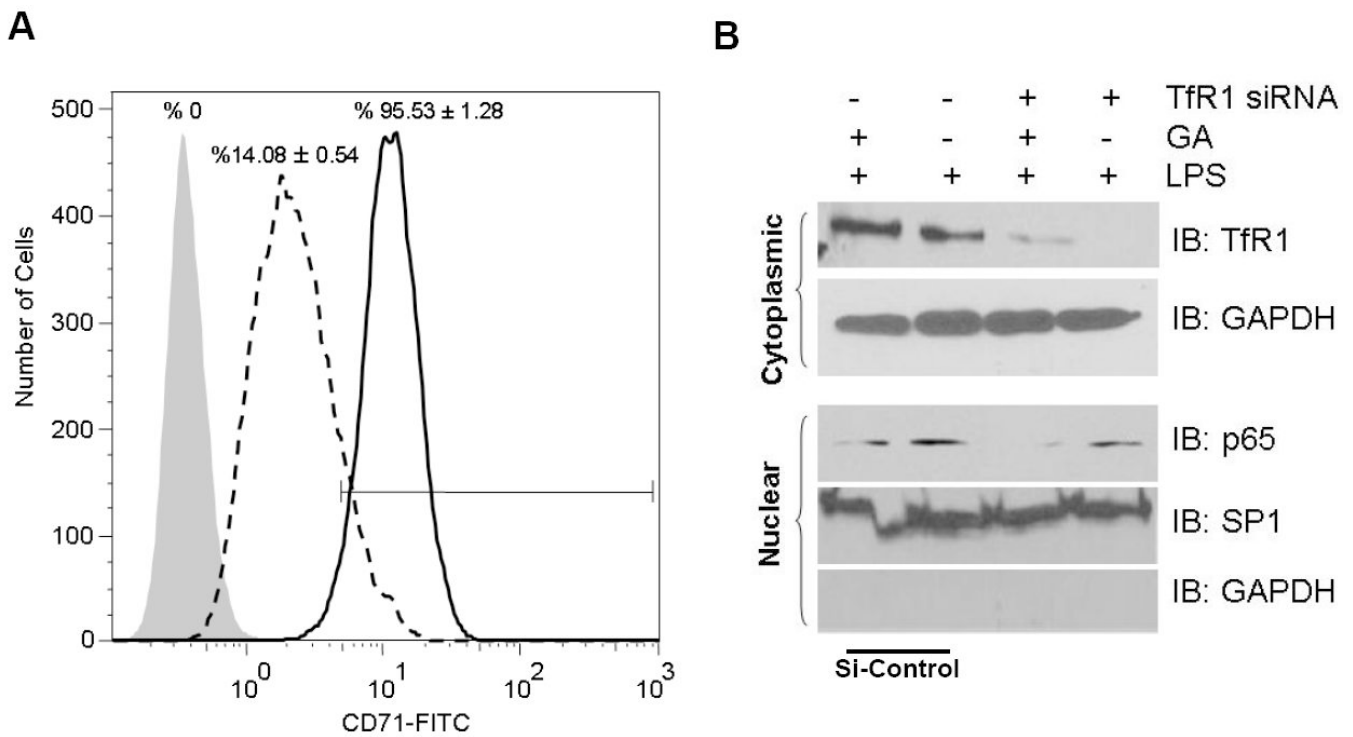 A
500
400
300
200
100
0
Number of Cells
% 0
%14.08 ± 0.54
% 95.53 ± 1.28
10^0
10^1
10^2
10^3
CD71-FITC
B
- - + + TfR1 siRNA
+ - + - GA
+ + + + LPS
Cytoplasmic
IB: TfR1
IB: GAPDH
Nuclear
IB: p65
IB: SP1
IB: GAPDH
Si-Control